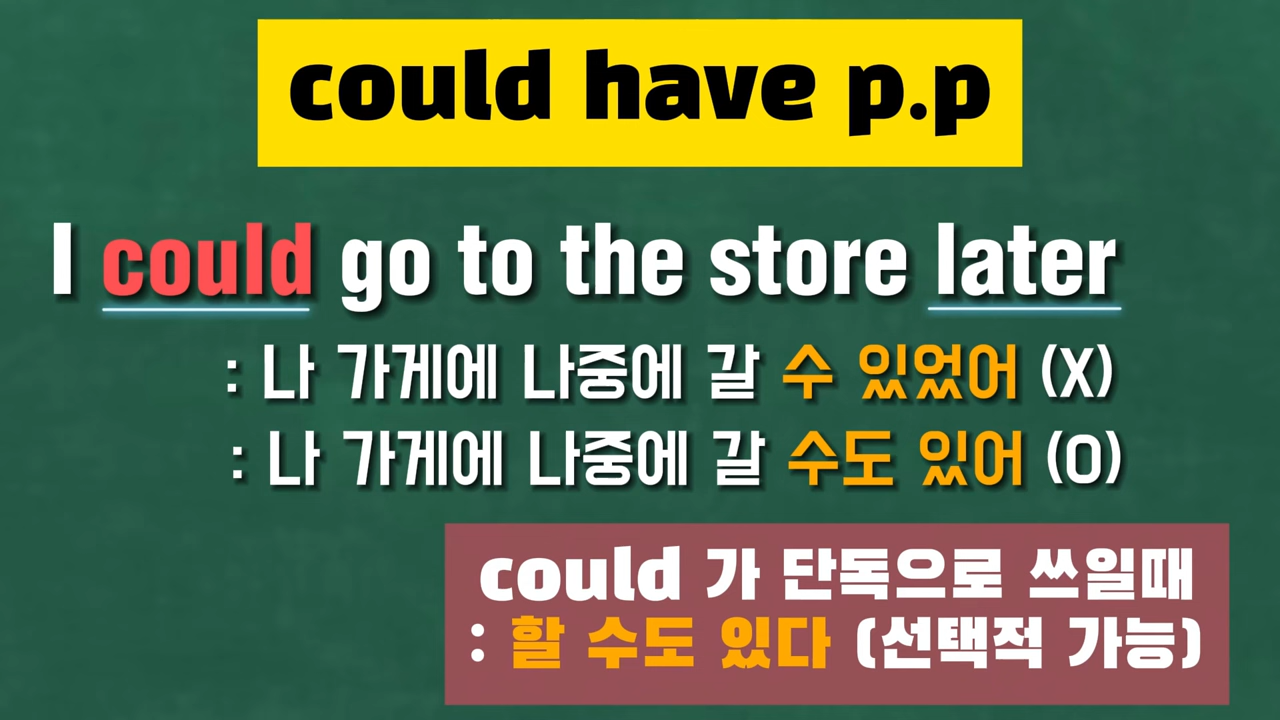 could have p.p
I could go to the store later
: 나 가게에 나중에 갈 수 있었어 (X)
: 나 가게에 나중에 갈 수도 있어 (O)
could 가 단독으로 쓰일때
: 할 수도 있다 (선택적 가능)